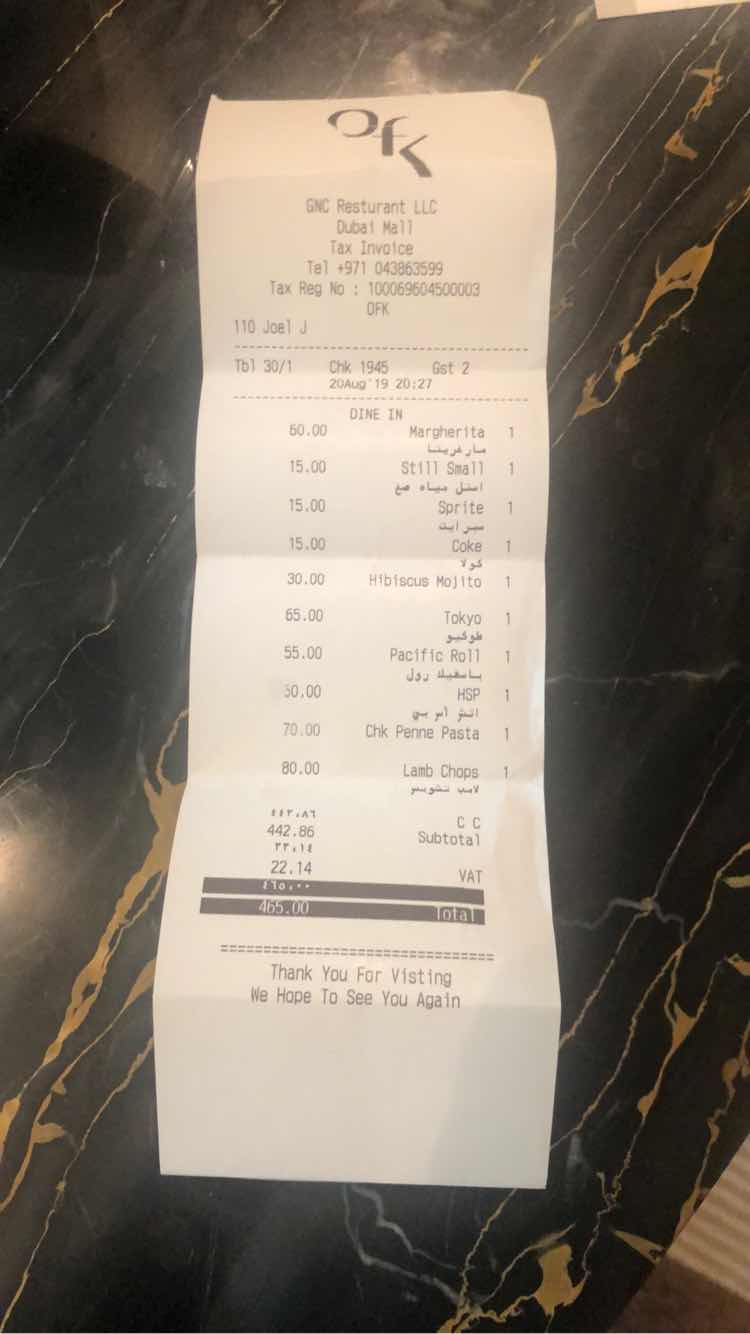 OFK
GNC Resturant LLC
Dubai Mall
Tax Invoice
Tel +971 043863599
Tax Reg No : 100069604500003
OFK
110 Joel J
Tbl 30/1 Chk 1945 Gst 2
20Aug'19 20:27
DINE IN
60.00 Margherita 1
مارغريتا
15.00 Still Small 1
استل مياه صغ
15.00 Sprite 1
سبرايت
15.00 Coke 1
كولا
30.00 Hibiscus Mojito 1
65.00 Tokyo 1
طوكيو
55.00 Pacific Roll 1
باسفيك رول
60.00 HSP 1
اتش اس بي
70.00 Chk Penne Pasta 1
80.00 Lamb Chops 1
لامب تشوبس
٤٤٢،٨٦ C C
442.86 Subtotal
٢٢،١٤
22.14 VAT
٤٦٥،٠٠
465.00 Total
Thank You For Visting
We Hope To See You Again